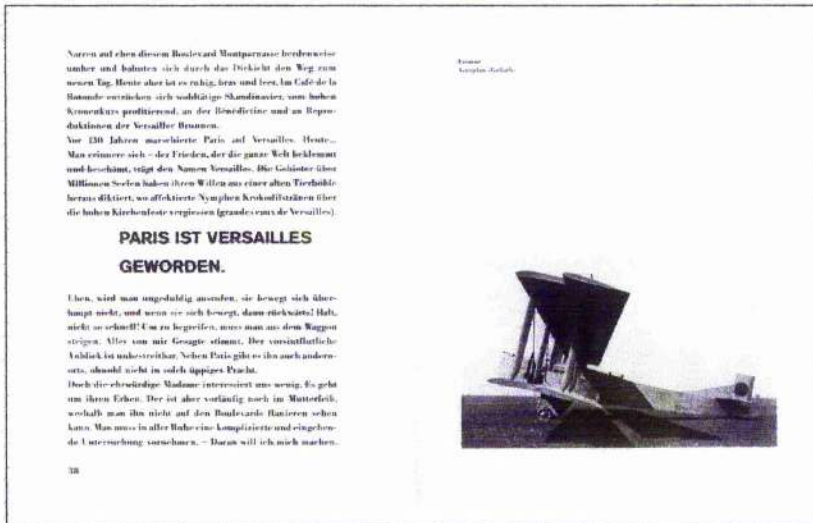 Narren auf eben diesem Boulevard Montparnasse herdenweise
umher und bahnten sich durch das Dickicht den Weg zum
neuen Tag. Heute aber ist es ruhig, brav und leer. Im Café de la
Rotonde entzücken sich wohltätige Skandinavier, vom hohen
Kronenkurs profitierend, an der Bénédictine und an Repro-
duktionen der Versailler Brunnen.
Vor 130 Jahren marschierte Paris auf Versailles. Heute...
Man erinnere sich – der Frieden, der die ganze Welt beklemmt
und beschämt, trägt den Namen Versailles. Die Gebieter über
Millionen Seelen haben ihren Willen aus einer alten Tierhöhle
heraus diktiert, wo affektierte Nymphen Krokodilstränen über
die hohen Kirchenfeste vergiessen (grandes eaux de Versailles).
PARIS IST VERSAILLES
GEWORDEN.
Eben, wird man ungeduldig ausrufen, sie bewegt sich über-
haupt nicht, und wenn sie sich bewegt, dann rückwärts! Halt,
nicht so schnell! Um zu begreifen, muss man aus dem Waggon
steigen. Alles von mir Gesagte stimmt. Der vorsintflutliche
Anblick ist unbestreitbar. Neben Paris gibt es ihn auch andern-
orts, obwohl nicht in solch üppiger Pracht.
Doch die ehrwürdige Madame interessiert uns wenig. Es geht
um ihren Erben. Der ist aber vorläufig noch im Mutterleib,
weshalb man ihn nicht auf den Boulevards flanieren sehen
kann. Man muss in aller Ruhe eine komplizierte und eingehen-
de Untersuchung vornehmen. – Daran will ich mich machen.
38
Farman
Aeroplan «Goliath»